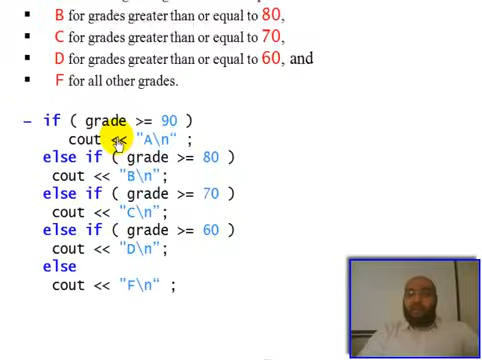 B for grades greater than or equal to 80,
C for grades greater than or equal to 70,
D for grades greater than or equal to 60, and
F for all other grades.
– if ( grade >= 90 )
cout << "A\n“ ;
else if ( grade >= 80 )
cout << "B\n”;
else if ( grade >= 70 )
cout << "C\n”;
else if ( grade >= 60 )
cout << "D\n”;
else
cout << "F\n“ ;